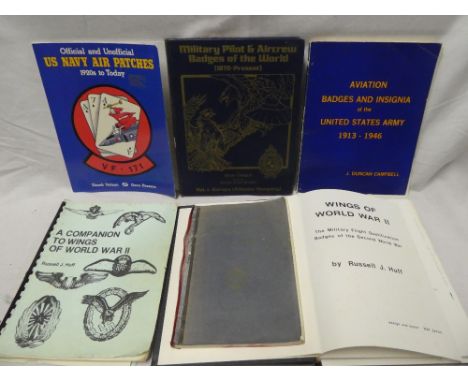 Official and Unofficial
US NAVY AIR PATCHES
1920s to Today
VF-171
Military Pilot & Aircrew
Badges of the World
(1870-Present)
AVIATION
BADGES AND INSIGNIA
of the
UNITED STATES ARMY
1913 - 1946
J. DUNCAN CAMPBELL
A COMPANION
TO WINGS
OF WORLD WAR II
Russell J. Huff
WINGS OF
WORLD WAR II
the Military Flight Qualification
Badges of the Second World War
by Russell J. Huff